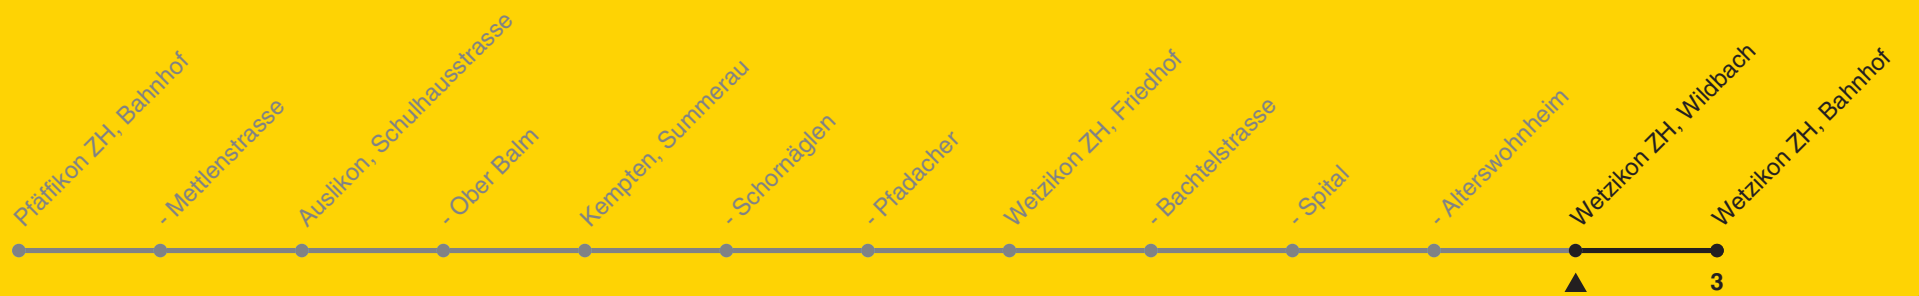 Pfäffikon ZH, Bahnhof
- Mettlenstrasse
Auslikon, Schulhausstrasse
- Ober Balm
Kempten, Summerau
- Schornäglen
- Pfadacher
Wetzikon ZH, Friedhof
- Bachtelstrasse
- Spital
- Alterswohnheim
Wetzikon ZH, Wildbach
Wetzikon ZH, Bahnhof
3